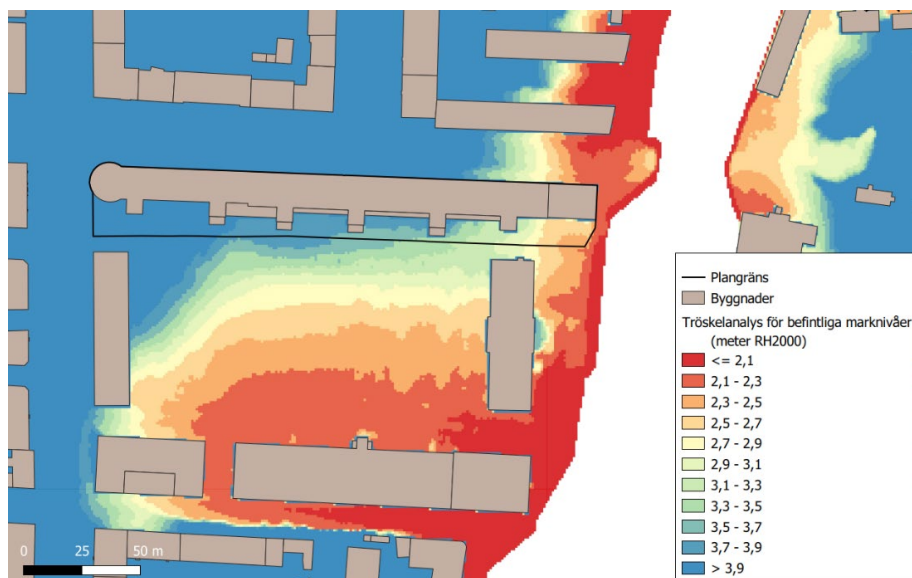 Plangräns
Byggnader
Tröskelanalys för befintliga marknivåer
(meter RH2000)
<= 2,1
2,1 - 2,3
2,3 - 2,5
2,5 - 2,7
2,7 - 2,9
2,9 - 3,1
3,1 - 3,3
3,3 - 3,5
3,5 - 3,7
3,7 - 3,9
> 3,9
0 25 50 m